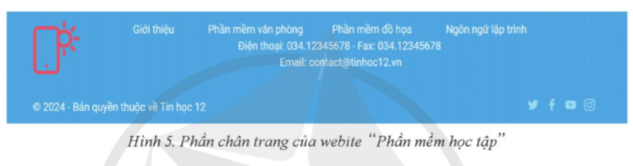 Giới thiệu Phần mềm văn phòng Phần mềm đồ họa Ngôn ngữ lập trình
Điện thoại: 034.12345678 - Fax: 034.12345678
Email: contact@tinhoc12.vn
© 2024 - Bản quyền thuộc về Tin học 12
Hình 5. Phần chân trang của webite “Phần mềm học tập”